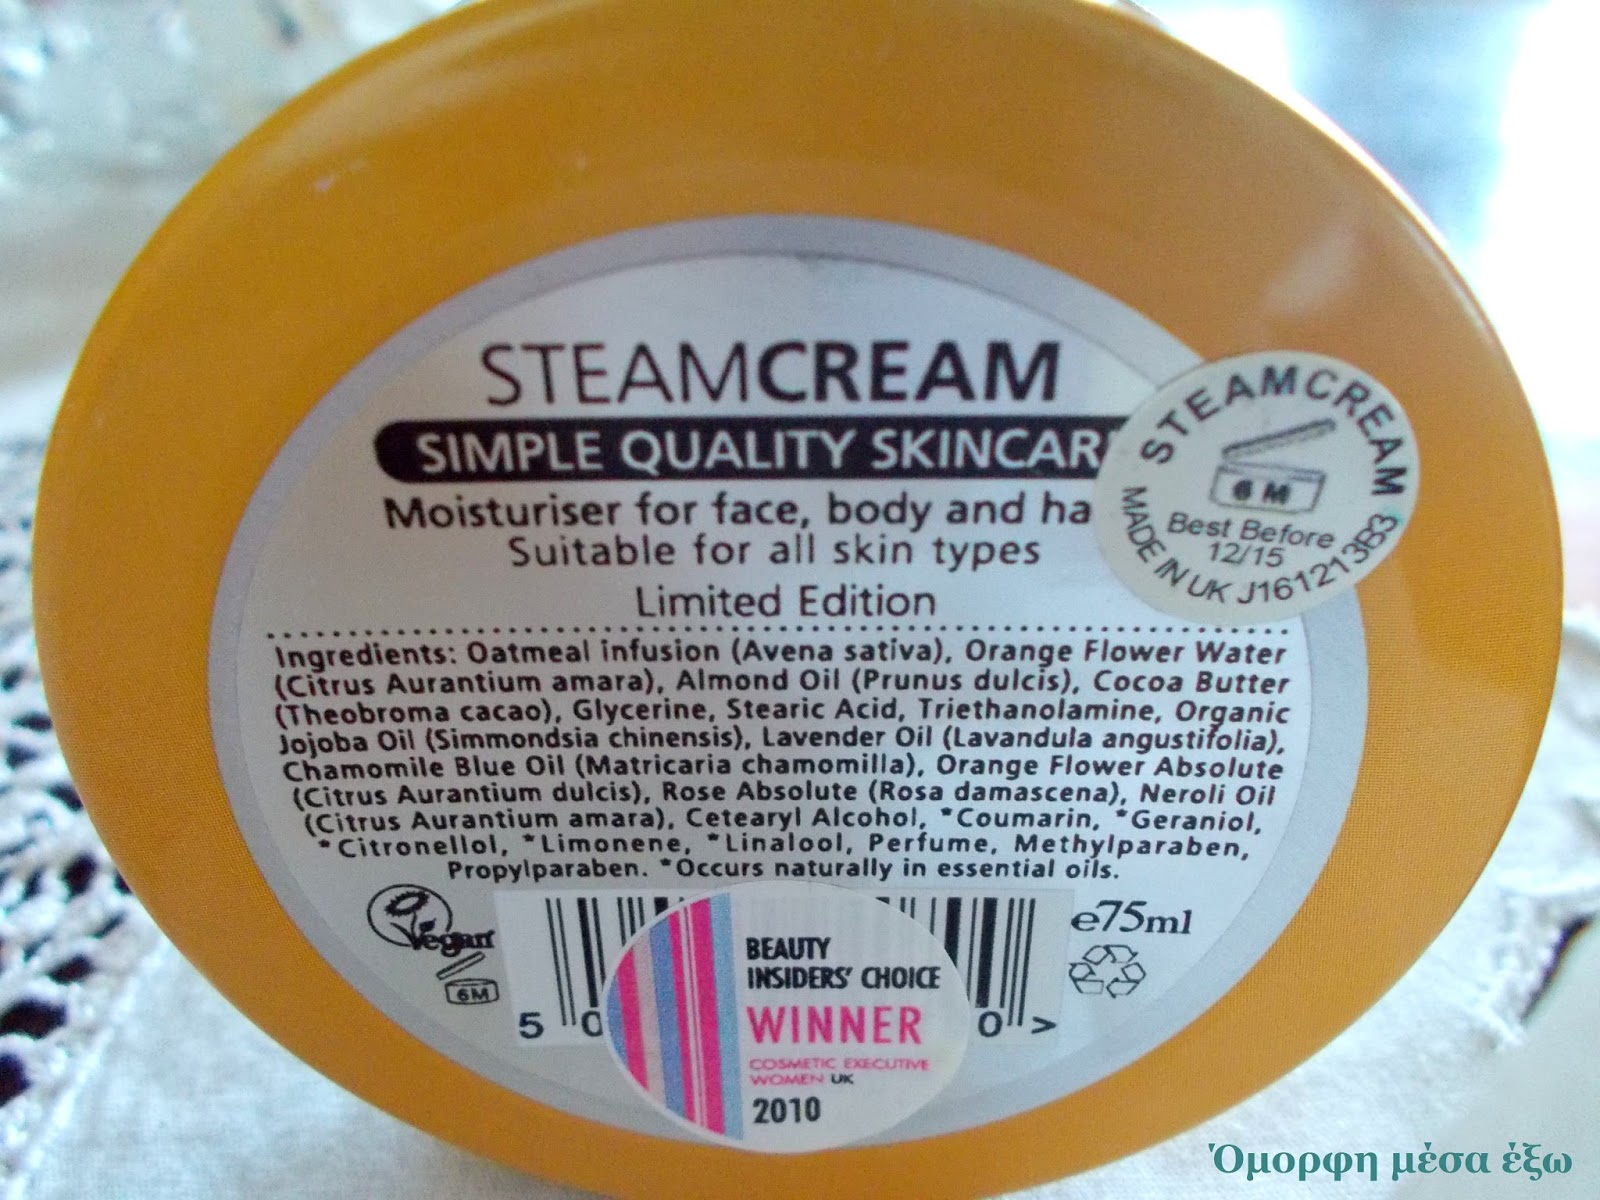 STEAMCREAM
SIMPLE QUALITY SKINCAR
Moisturiser for face, body and ha
Suitable for all skin types
Limited Edition
Ingredients: Oatmeal infusion (Avena sativa), Orange Flower Water
(Citrus Aurantium amara), Almond Oil (Prunus dulcis), Cocoa Butter
(Theobroma cacao), Glycerine, Stearic Acid, Triethanolamine, Organic
Jojoba Oil (Simmondsia chinensis), Lavender Oil (Lavandula angustifolia),
Chamomile Blue Oil (Matricaria chamomilla), Orange Flower Absolute
(Citrus Aurantium dulcis), Rose Absolute (Rosa damascena), Neroli Oil
(Citrus Aurantium amara), Cetearyl Alcohol, *Coumarin, *Geraniol,
*Citronellol, *Limonene, *Linalool, Perfume, Methylparaben,
Propylparaben. *Occurs naturally in essential oils.
STEAMCREAM
6 M
Best Before
12/15
MADE IN UK J161213B3
Vegan
6M
5 0
0 >
e75ml
BEAUTY
INSIDERS' CHOICE
WINNER
COSMETIC EXECUTIVE
WOMEN UK
2010
Όμορφη μέσα έξω